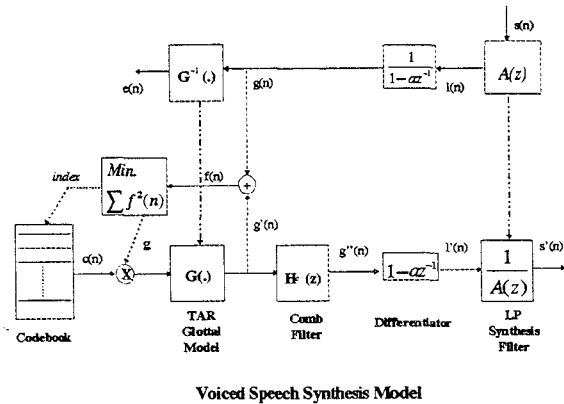 s(n)
G⁻¹ (.)
1
1−αz⁻¹
A(z)
e(n)
g(n)
l(n)
Min.
∑ f²(n)
index
f(n)
+
g'(n)
g
c(n)
X
G(.)
Hc (z)
g''(n)
1−αz⁻¹
l'(n)
1
A(z)
s'(n)
Codebook
TAR
Glottal
Model
Comb
Filter
Differentiator
LP
Synthesis
Filter
Voiced Speech Synthesis Model